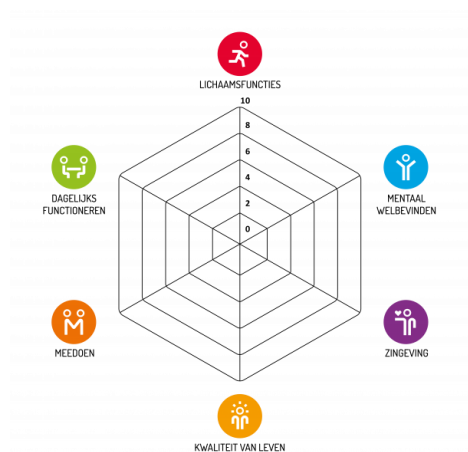 LICHAAMSFUNCTIES
10
8
6
4
2
0
DAGELIJKS
FUNCTIONEREN
MENTAAL
WELBEVINDEN
MEEDOEN
ZINGEVING
KWALITEIT VAN LEVEN